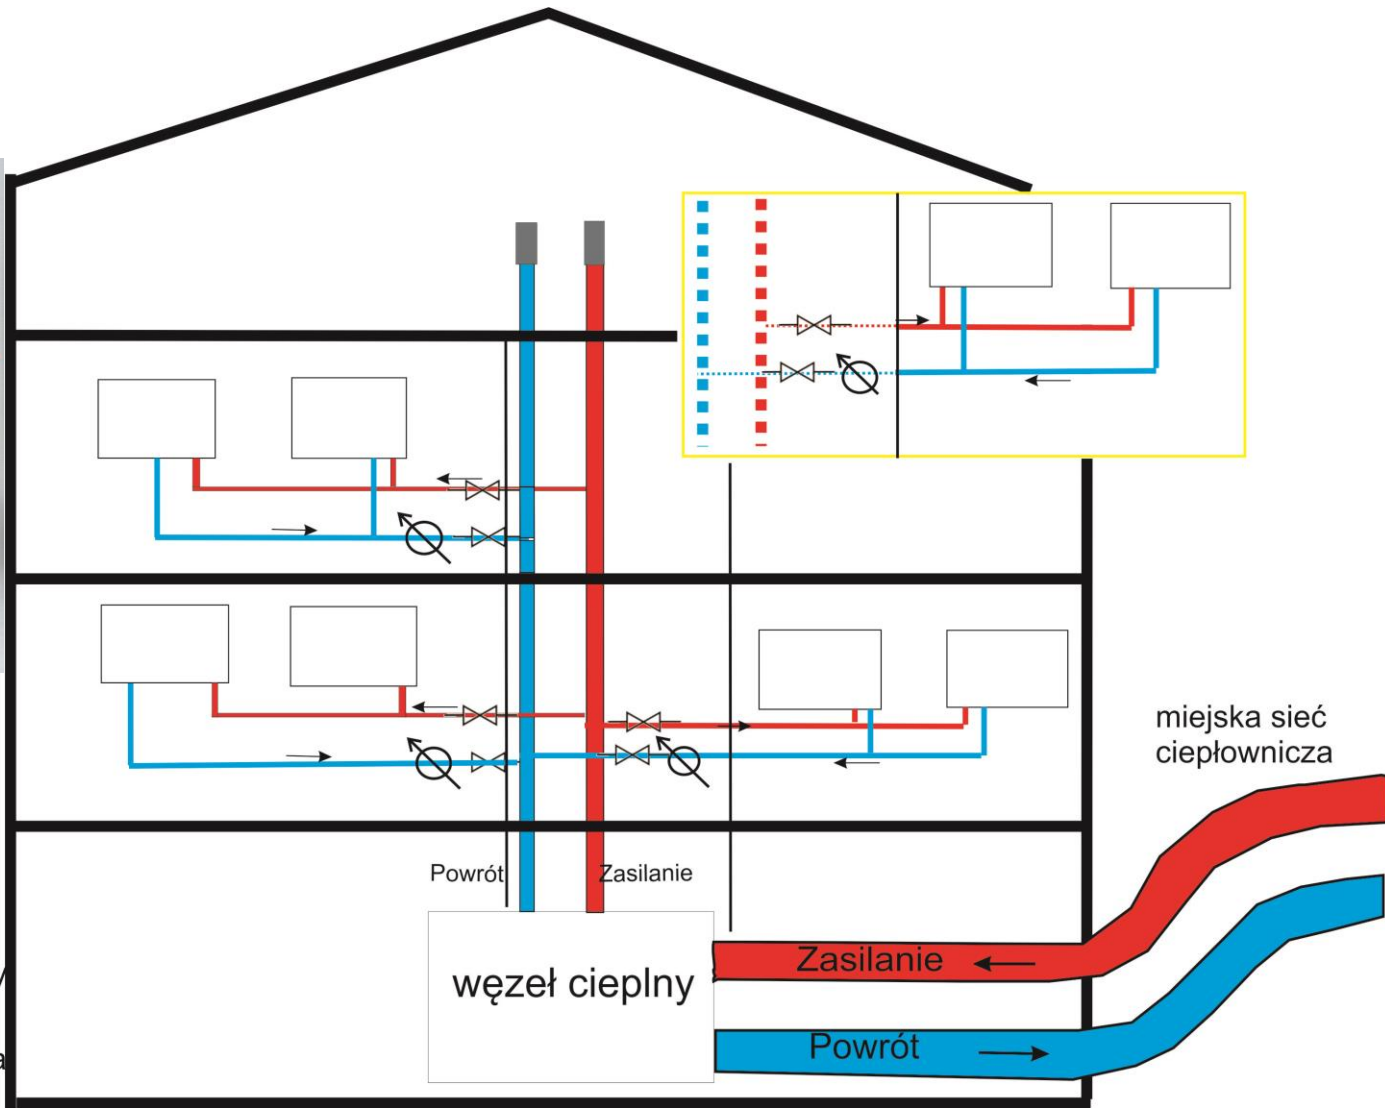 miejska sieć
ciepłownicza
Powrót
Zasilanie
węzeł cieplny
Zasilanie
Powrót
a